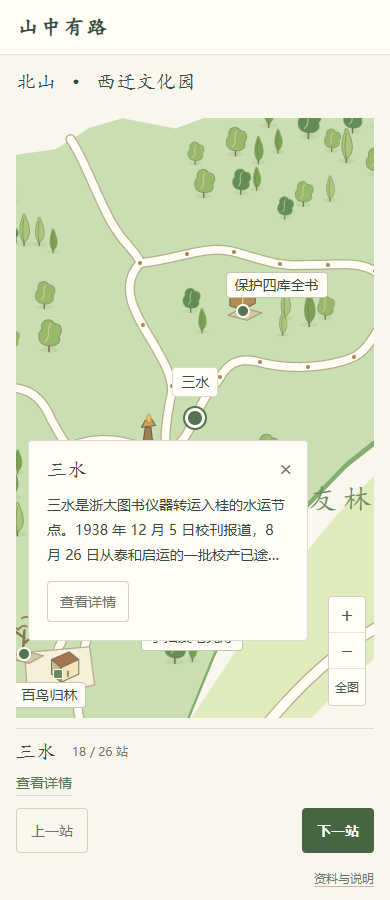 山中有路
北山 • 西迁文化园
保护四库全书
三水
友林
三水
×
三水是浙大图书仪器转运入桂的水运节
点。1938 年 12 月 5 日校刊报道，8
月 26 日从泰和启运的一批校产已途…
查看详情
+
−
全图
百鸟归林
三水 18 / 26 站
查看详情
上一站
下一站
资料与说明